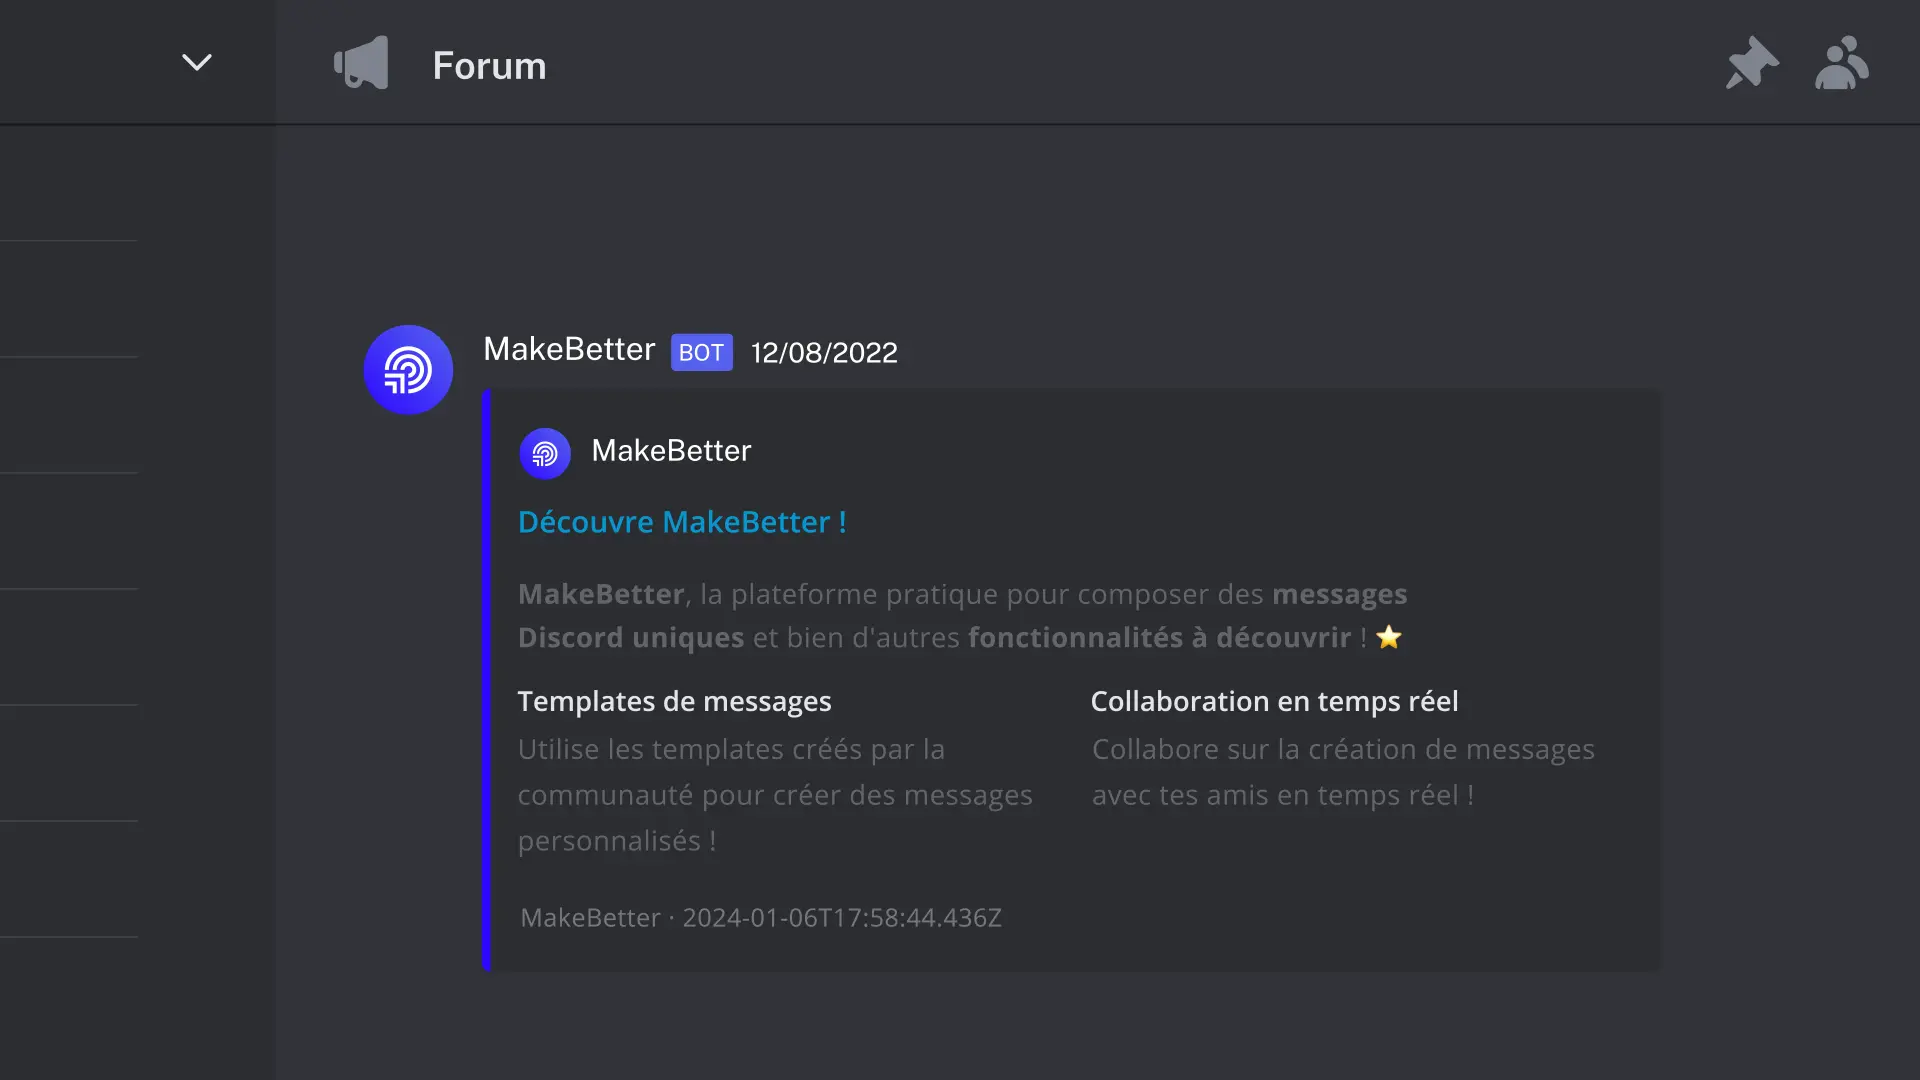 Forum
MakeBetter BOT 12/08/2022
MakeBetter
Découvre MakeBetter !
MakeBetter, la plateforme pratique pour composer des messages
Discord uniques et bien d'autres fonctionnalités à découvrir ! ⭐
Templates de messages
Utilise les templates créés par la
communauté pour créer des messages
personnalisés !
Collaboration en temps réel
Collabore sur la création de messages
avec tes amis en temps réel !
MakeBetter · 2024-01-06T17:58:44.436Z